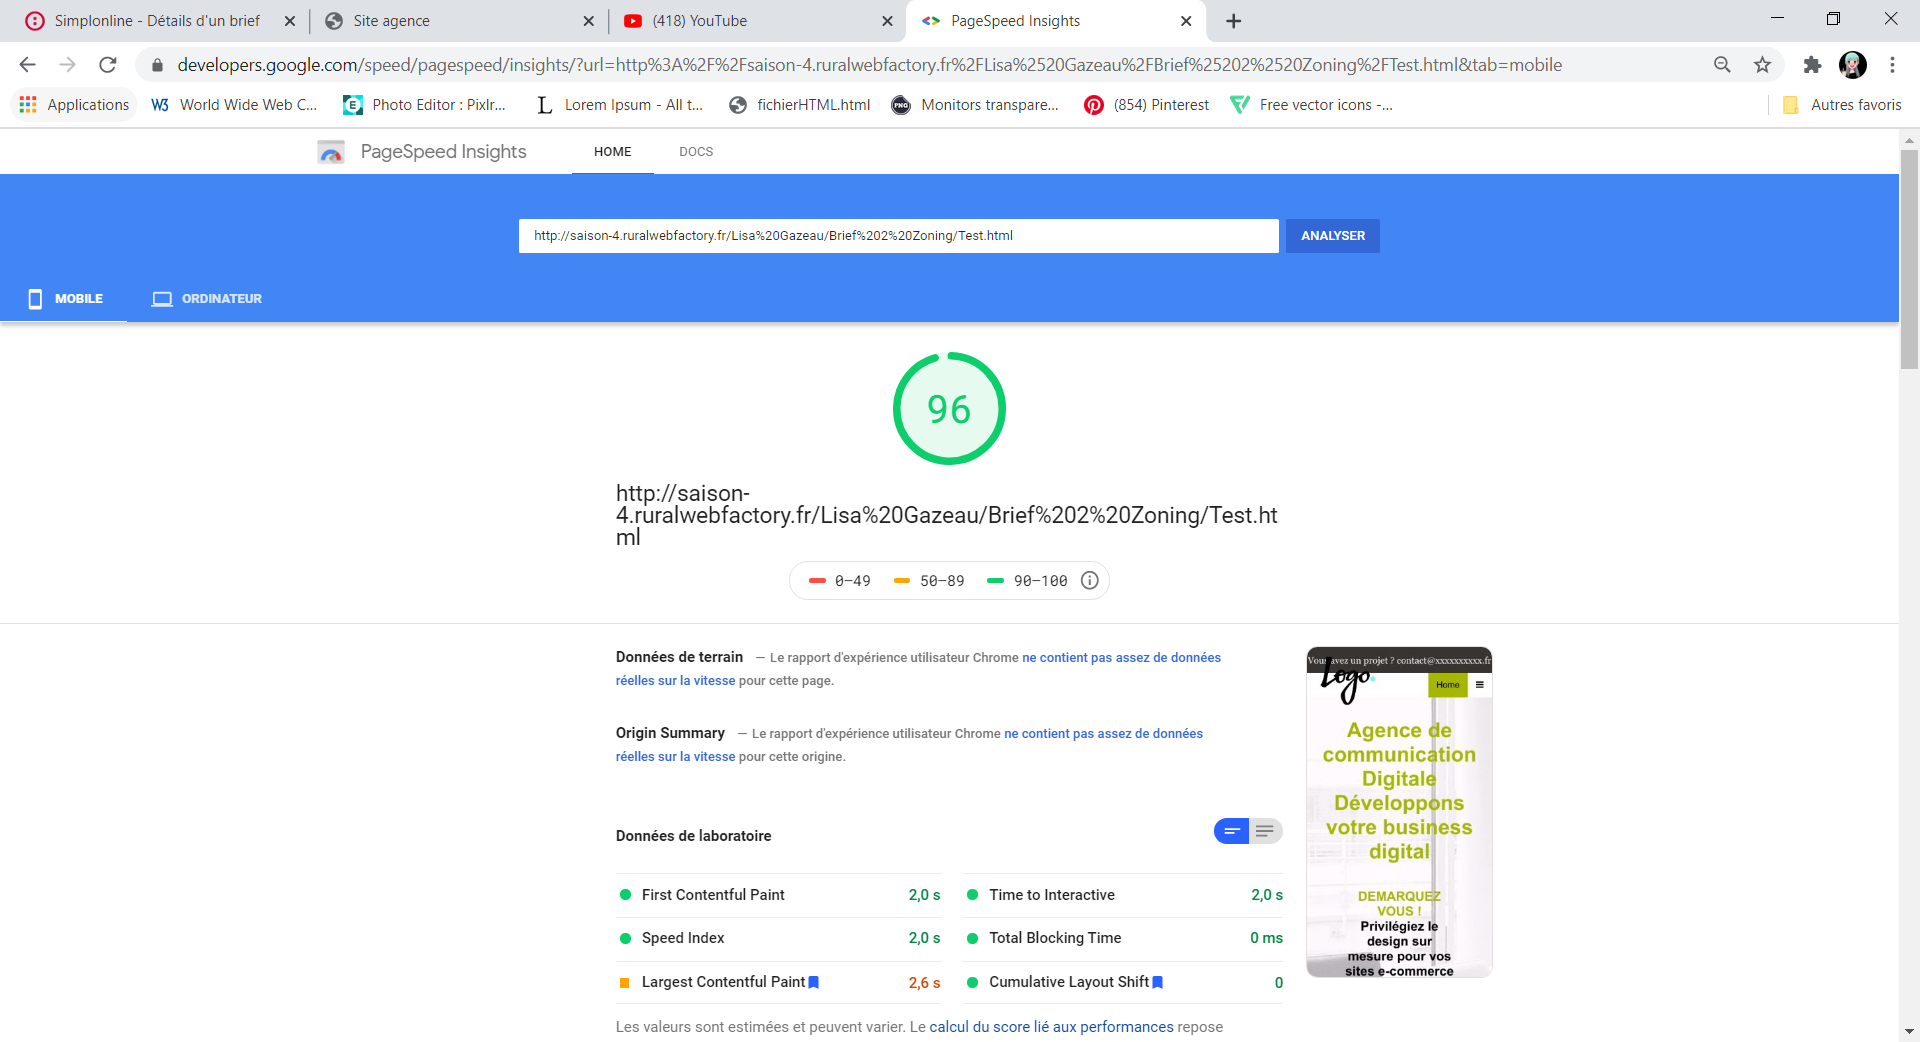 Simplonline - Détails d'un brief
Site agence
(418) YouTube
PageSpeed Insights
developers.google.com/speed/pagespeed/insights/?url=http%3A%2F%2Fsaison-4.ruralwebfactory.fr%2FLisa%2520Gazeau%2FBrief%25202%2520Zoning%2FTest.html&tab=mobile
Applications
W3 World Wide Web C...
E Photo Editor : Pixlr...
L Lorem Ipsum - All t...
fichierHTML.html
PNG Monitors transpare...
(854) Pinterest
Free vector icons -...
Autres favoris
PageSpeed Insights
HOME
DOCS
http://saison-4.ruralwebfactory.fr/Lisa%20Gazeau/Brief%202%20Zoning/Test.html
ANALYSER
MOBILE
ORDINATEUR
96
http://saison-
4.ruralwebfactory.fr/Lisa%20Gazeau/Brief%202%20Zoning/Test.ht
ml
0–49 50–89 90–100
Données de terrain — Le rapport d'expérience utilisateur Chrome ne contient pas assez de données
réelles sur la vitesse pour cette page.
Origin Summary — Le rapport d'expérience utilisateur Chrome ne contient pas assez de données
réelles sur la vitesse pour cette origine.
Données de laboratoire
First Contentful Paint 2,0 s
Time to Interactive 2,0 s
Speed Index 2,0 s
Total Blocking Time 0 ms
Largest Contentful Paint 2,6 s
Cumulative Layout Shift 0
Les valeurs sont estimées et peuvent varier. Le calcul du score lié aux performances repose
Vous avez un projet ? contact@xxxxxxxxxx.fr
Logo
Home
Agence de
communication
Digitale
Développons
votre business
digital
DEMARQUEZ
VOUS !
Privilégiez le
design sur
mesure pour vos
sites e-commerce